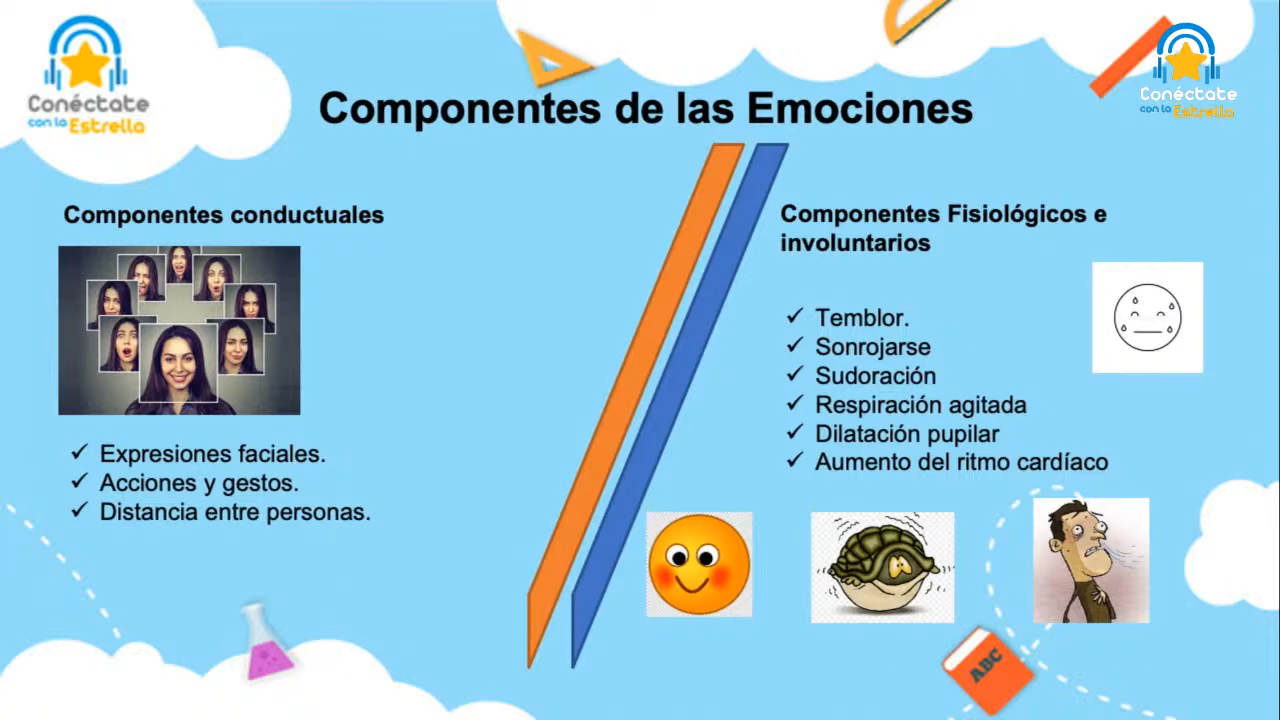 Conéctate
con la Estrella
Conéctate
con la Estrella
Componentes de las Emociones
Componentes conductuales
Expresiones faciales.
Acciones y gestos.
Distancia entre personas.
Componentes Fisiológicos e
involuntarios
Temblor.
Sonrojarse
Sudoración
Respiración agitada
Dilatación pupilar
Aumento del ritmo cardíaco
ABC